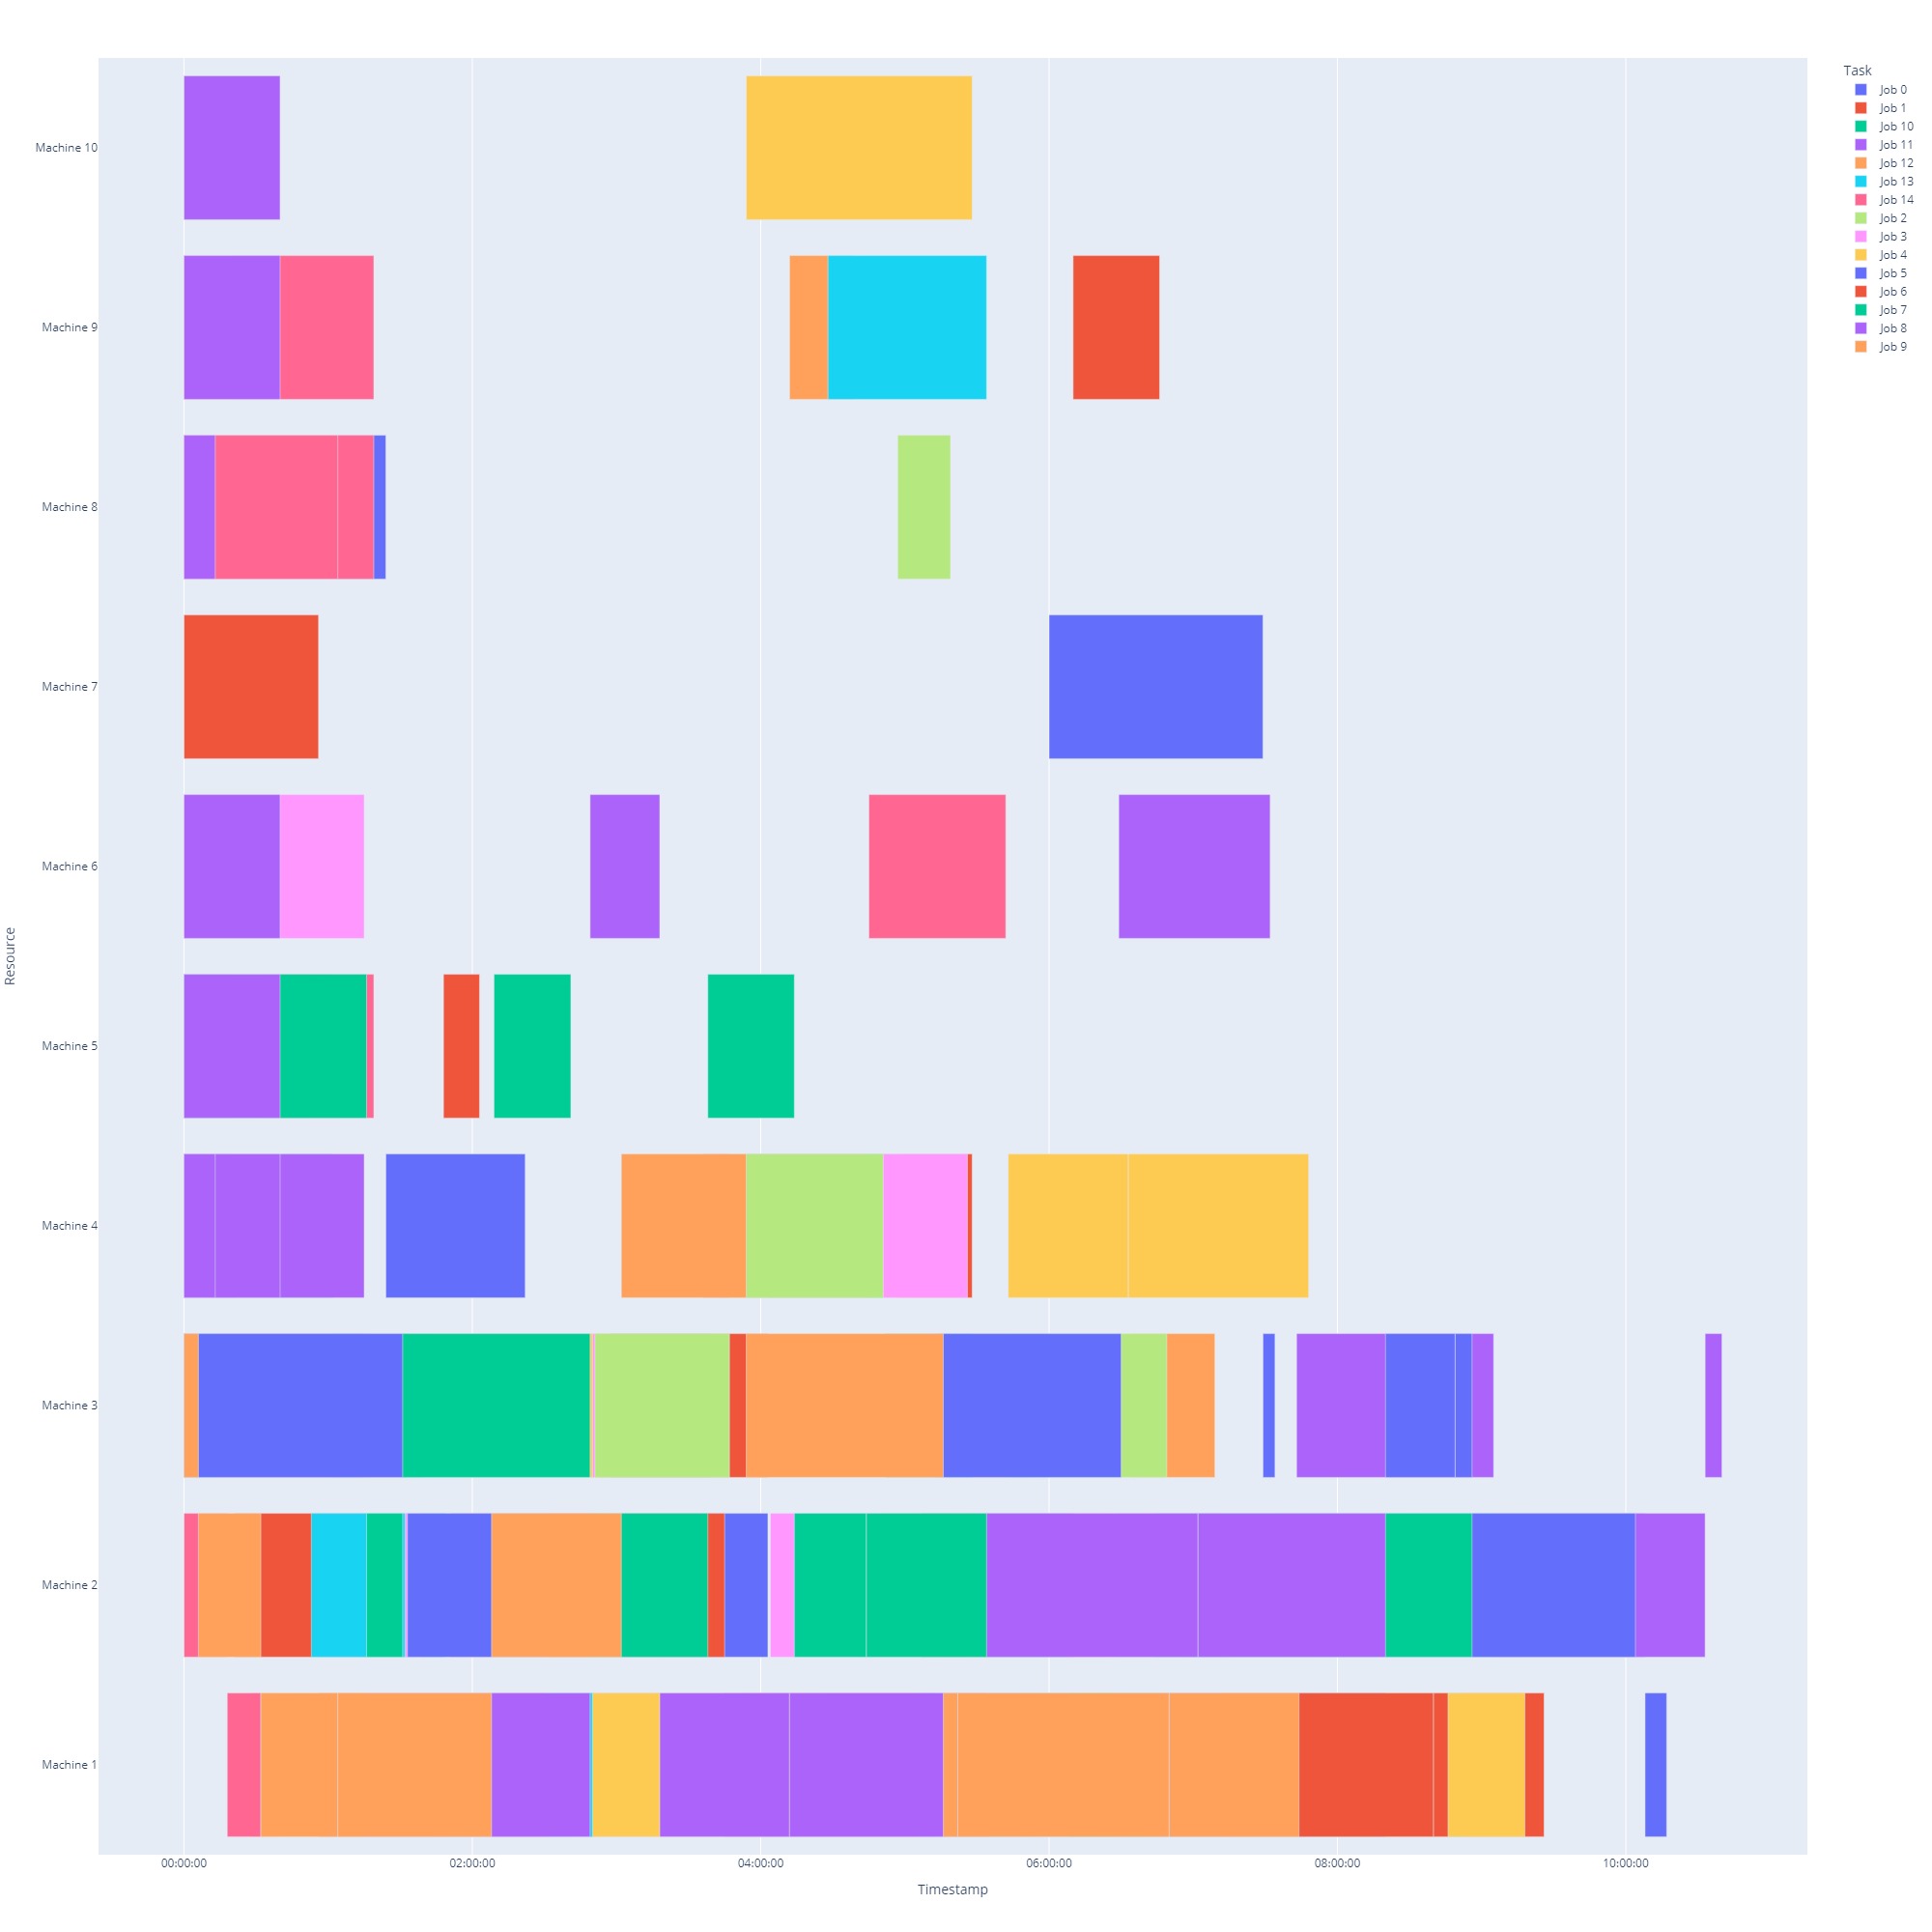 Task
Job 0
Job 1
Job 10
Job 11
Job 12
Job 13
Job 14
Job 2
Job 3
Job 4
Job 5
Job 6
Job 7
Job 8
Job 9
Machine 10
Machine 9
Machine 8
Machine 7
Machine 6
Machine 5
Machine 4
Machine 3
Machine 2
Machine 1
Resource
00:00:00 02:00:00 04:00:00 06:00:00 08:00:00 10:00:00
Timestamp